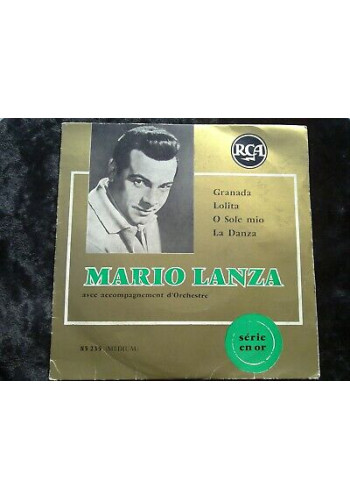 RCA
Granada
Lolita
O Sole mio
La Danza
MARIO LANZA
avec accompagnement d'Orchestre
série
en or
(MEDIUM)